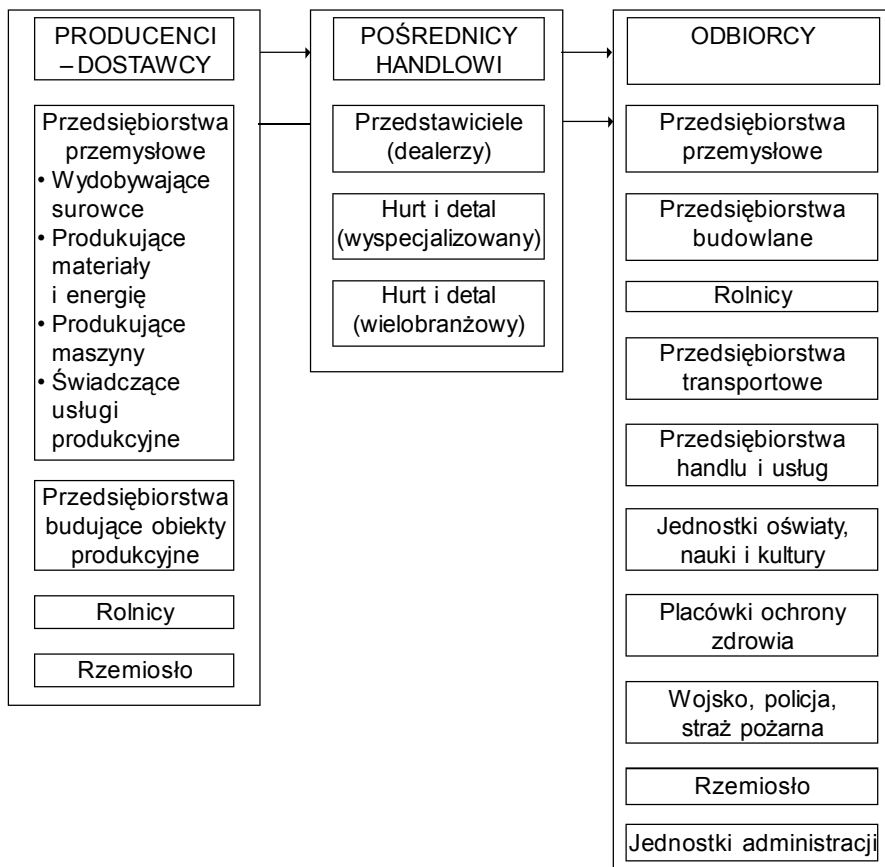 PRODUCENCI
– DOSTAWCY
Przedsiębiorstwa
przemysłowe
• Wydobywające
surowce
• Produkujące
materiały
i energię
• Produkujące
maszyny
• Świadczące
usługi
produkcyjne
Przedsiębiorstwa
budujące obiekty
produkcyjne
Rolnicy
Rzemiosło
POŚREDNICY
HANDLOWI
Przedstawiciele
(dealerzy)
Hurt i detal
(wyspecjalizowany)
Hurt i detal
(wielobranżowy)
ODBIORCY
Przedsiębiorstwa
przemysłowe
Przedsiębiorstwa
budowlane
Rolnicy
Przedsiębiorstwa
transportowe
Przedsiębiorstwa
handlu i usług
Jednostki oświaty,
nauki i kultury
Placówki ochrony
zdrowia
Wojsko, policja,
straż pożarna
Rzemiosło
Jednostki administracji